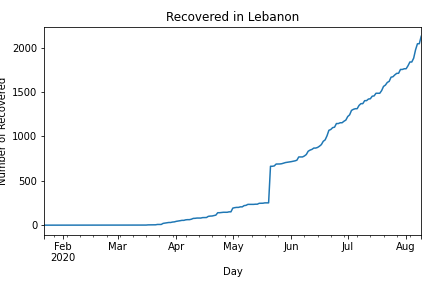 Recovered in Lebanon
Number of Recovered
2000
1500
1000
500
0
Feb
2020
Mar
Apr
May
Jun
Jul
Aug
Day